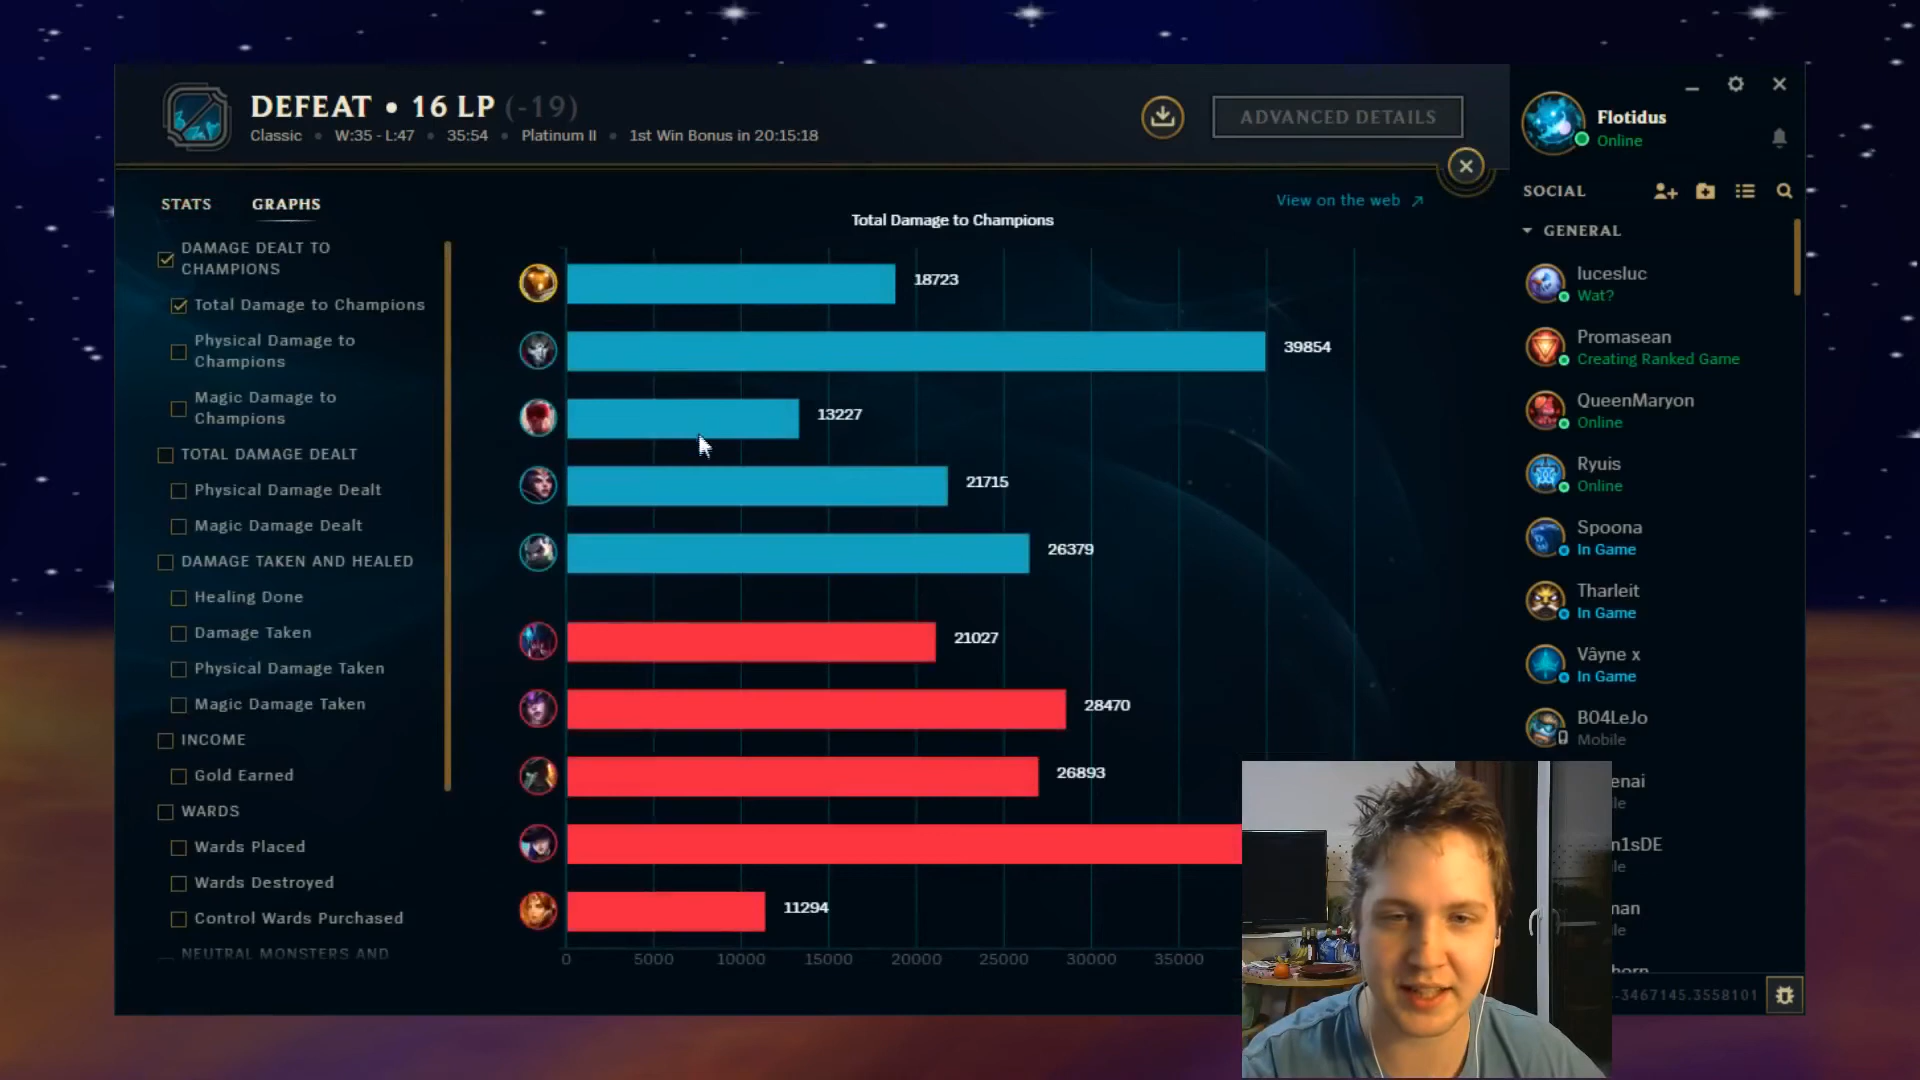 DEFEAT • 16 LP (-19)
Classic • W:35 - L:47 • 35:54 • Platinum II • 1st Win Bonus in 20:15:18
ADVANCED DETAILS
STATS GRAPHS
View on the web
DAMAGE DEALT TO
CHAMPIONS
Total Damage to Champions
Physical Damage to
Champions
Magic Damage to
Champions
TOTAL DAMAGE DEALT
Physical Damage Dealt
Magic Damage Dealt
DAMAGE TAKEN AND HEALED
Healing Done
Damage Taken
Physical Damage Taken
Magic Damage Taken
INCOME
Gold Earned
WARDS
Wards Placed
Wards Destroyed
Control Wards Purchased
NEUTRAL MONSTERS AND
Total Damage to Champions
18723
39854
13227
21715
26379
21027
28470
26893
11294
0 5000 10000 15000 20000 25000 30000 35000
Flotidus
Online
SOCIAL
GENERAL
lucesluc
Wat?
Promasean
Creating Ranked Game
QueenMaryon
Online
Ryuis
Online
Spoona
In Game
Tharleit
In Game
Vâyne x
In Game
B04LeJo
Mobile
enai
le
n1sDE
le
man
le
-3467145.3558101